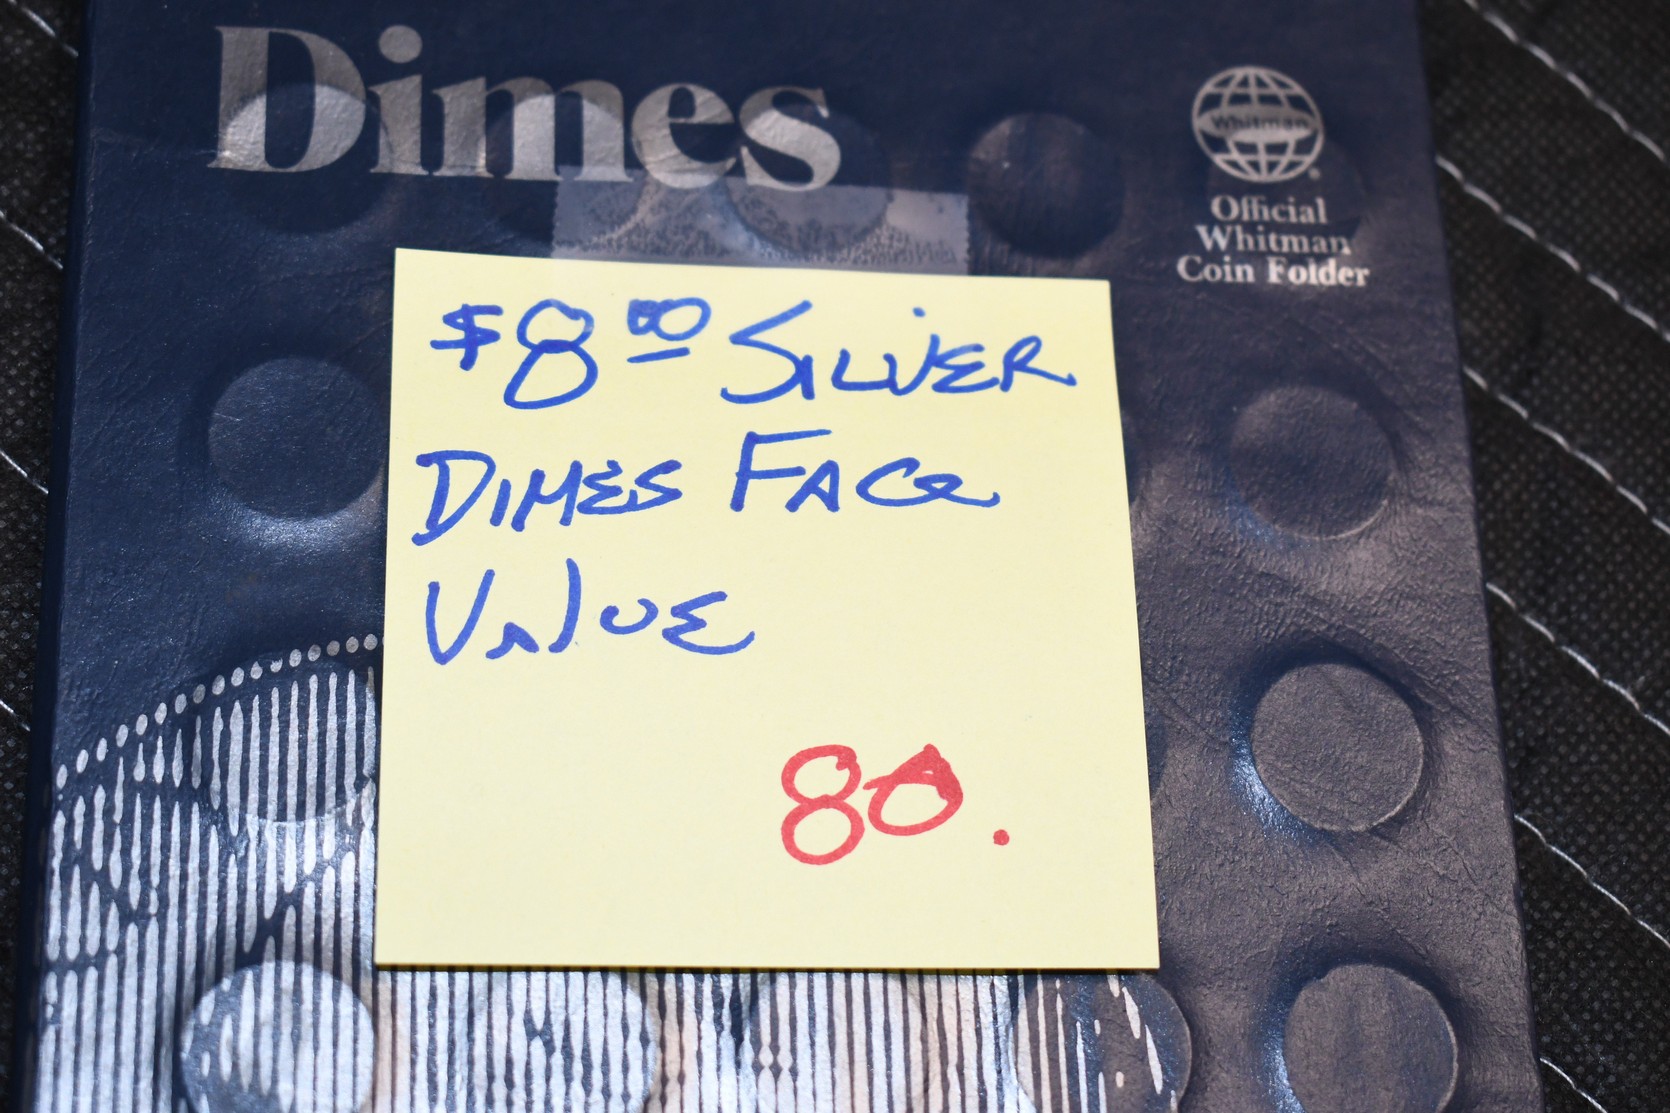 Dimes
Whitman
Official
Whitman
Coin Folder
$8.00 SILVER
DIMES FACE
VALUE
80.